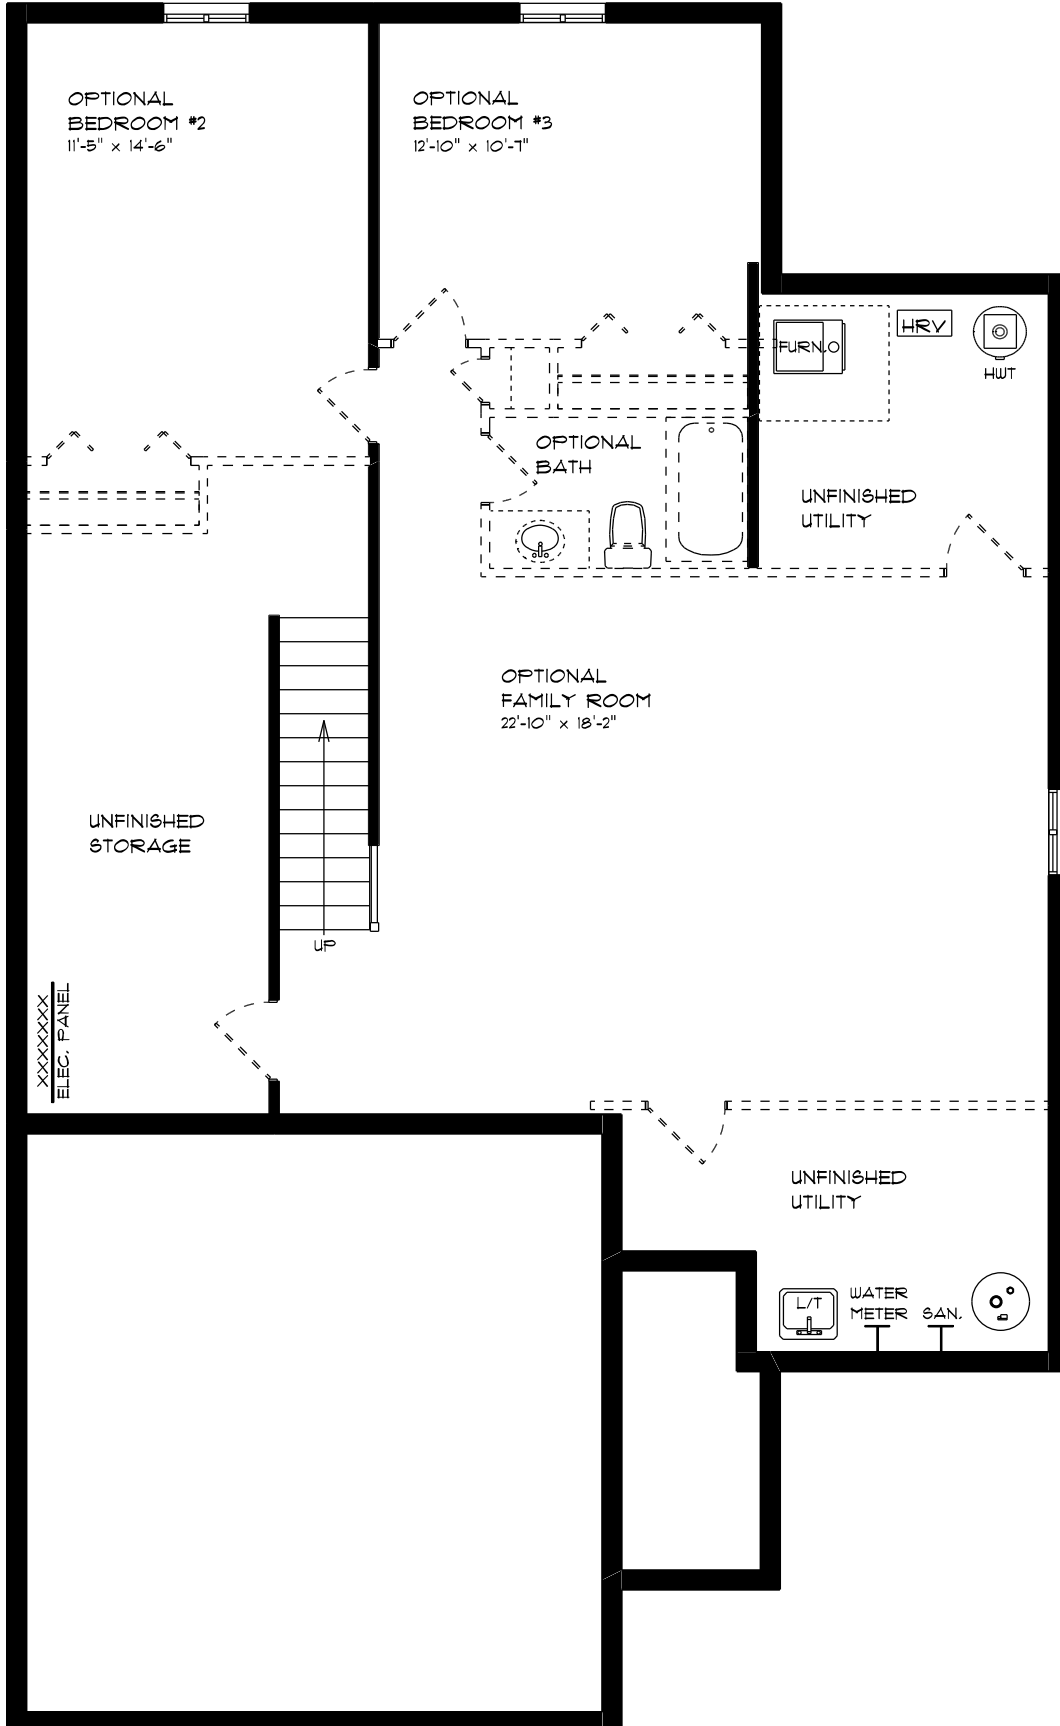 OPTIONAL
BEDROOM #2
11'-5" x 14'-6"
OPTIONAL
BEDROOM #3
12'-10" x 10'-7"
FURN.
HRV
HWT
OPTIONAL
BATH
UNFINISHED
UTILITY
OPTIONAL
FAMILY ROOM
22'-10" x 18'-2"
UNFINISHED
STORAGE
UP
XXXXXXXX
ELEC. PANEL
UNFINISHED
UTILITY
L/T
WATER
METER
SAN.